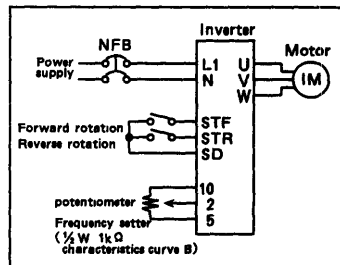 Inverter
NFB
Motor
Power
supply
L1
N
U
V
W
IM
Forward rotation
Reverse rotation
STF
STR
SD
10
2
5
potentiometer
Frequency setter
(½W 1kΩ
characteristics curve B)